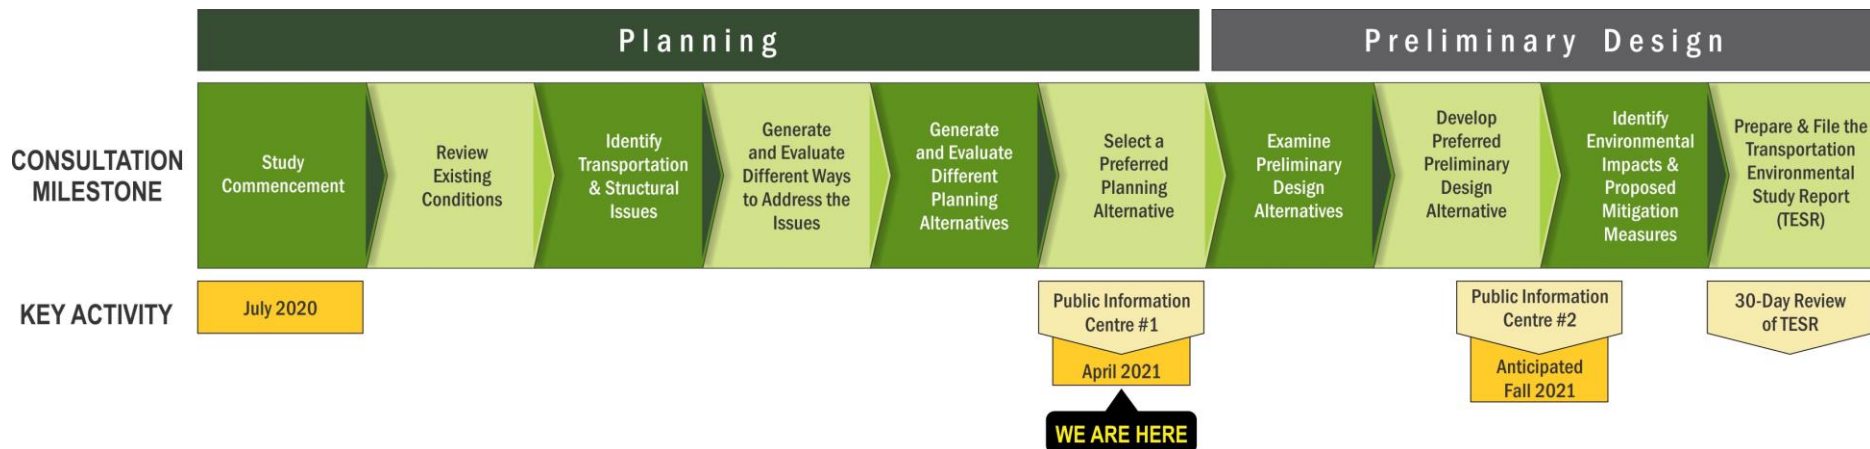 Planning
Preliminary Design
CONSULTATION
MILESTONE
Study
Commencement
Review
Existing
Conditions
Identify
Transportation
& Structural
Issues
Generate
and Evaluate
Different Ways
to Address the
Issues
Generate
and Evaluate
Different
Planning
Alternatives
Select a
Preferred
Planning
Alternative
Examine
Preliminary
Design
Alternatives
Develop
Preferred
Preliminary
Design
Alternative
Identify
Environmental
Impacts &
Proposed
Mitigation
Measures
Prepare & File the
Transportation
Environmental
Study Report
(TESR)
KEY ACTIVITY
July 2020
Public Information
Centre #1
April 2021
WE ARE HERE
Public Information
Centre #2
Anticipated
Fall 2021
30-Day Review
of TESR